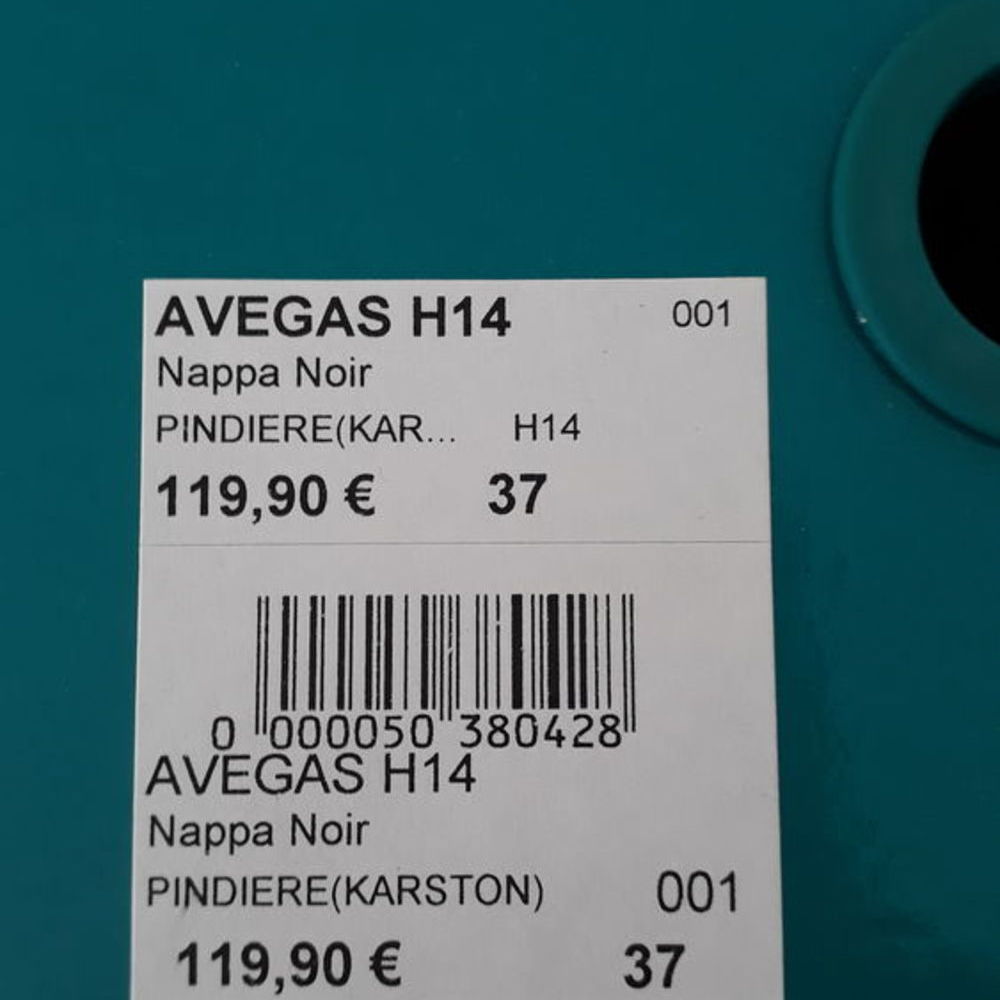 AVEGAS H14 001
Nappa Noir
PINDIERE(KAR... H14
119,90 € 37
0 000050 380428
AVEGAS H14
Nappa Noir
PINDIERE(KARSTON) 001
119,90 € 37